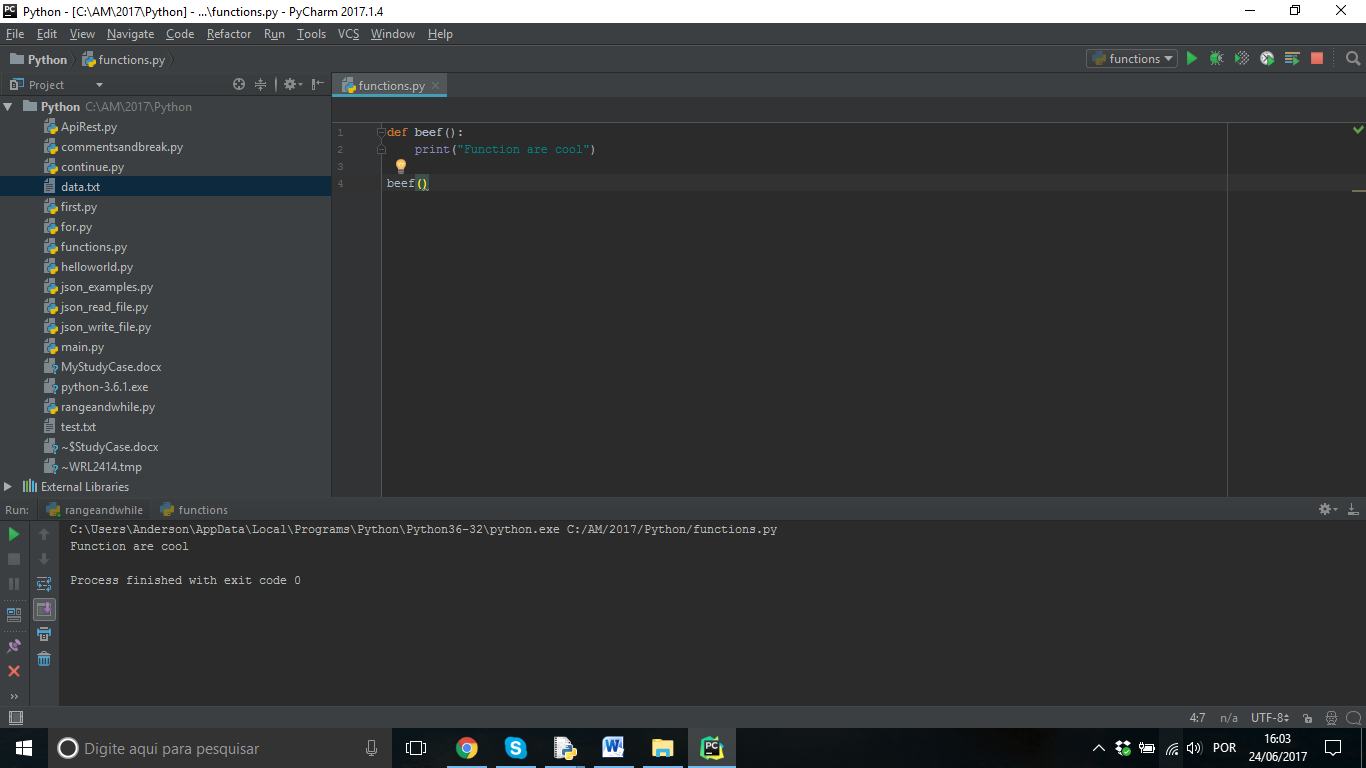 Python - [C:\AM\2017\Python] - ...\functions.py - PyCharm 2017.1.4
File Edit View Navigate Code Refactor Run Tools VCS Window Help
Python functions.py functions
Project
functions.py
Python C:\AM\2017\Python
ApiRest.py
commentsandbreak.py
continue.py
data.txt
first.py
for.py
functions.py
helloworld.py
json_examples.py
json_read_file.py
json_write_file.py
main.py
MyStudyCase.docx
python-3.6.1.exe
rangeandwhile.py
test.txt
~$StudyCase.docx
~WRL2414.tmp
External Libraries
1 def beef():
2 print("Function are cool")
3
4 beef()
Run: rangeandwhile functions
C:\Users\Anderson\AppData\Local\Programs\Python\Python36-32\python.exe C:/AM/2017/Python/functions.py
Function are cool
Process finished with exit code 0
4:7 n/a UTF-8
Digite aqui para pesquisar
POR
16:03
24/06/2017